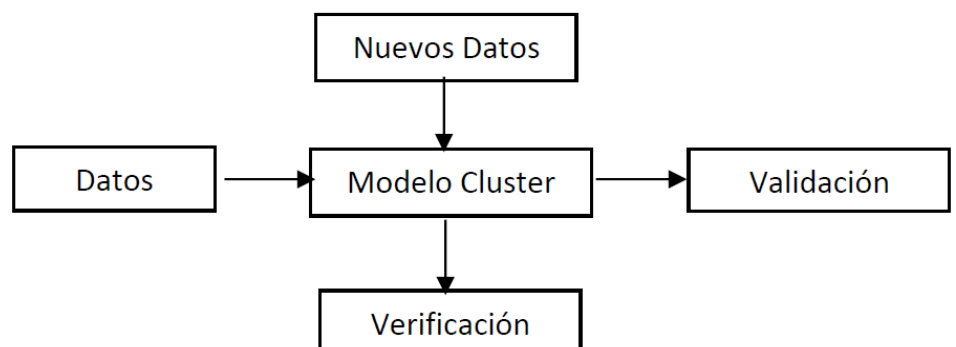 Nuevos Datos
Datos
Modelo Cluster
Validación
Verificación